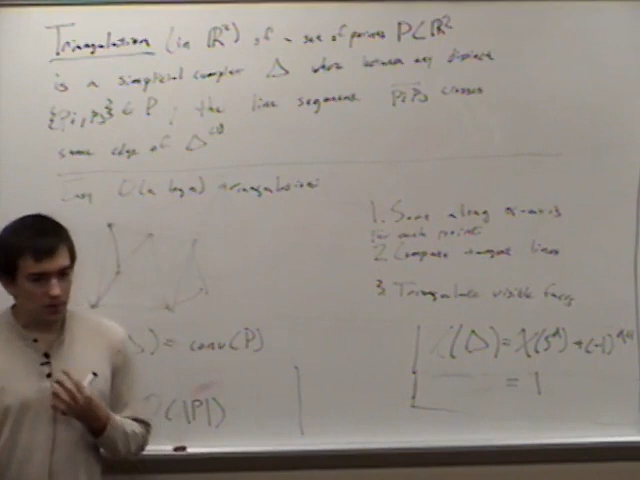 Triangulation (in ℝ²) of a set of points P⊂ℝ²
is a simplicial complex Δ where between any distinct
{Pᵢ, Pⱼ} ∈ P, the line segment PᵢPⱼ crosses
some edge of Δ⁽¹⁾
Easy O(n log n) triangulations
1. Sort along x-axis
for each point
2. Compute tangent lines
3. Triangulate visible faces
) = conv(P)
(|P|)
(Δ) = χ(Sᵈ) + (-1)
= 1